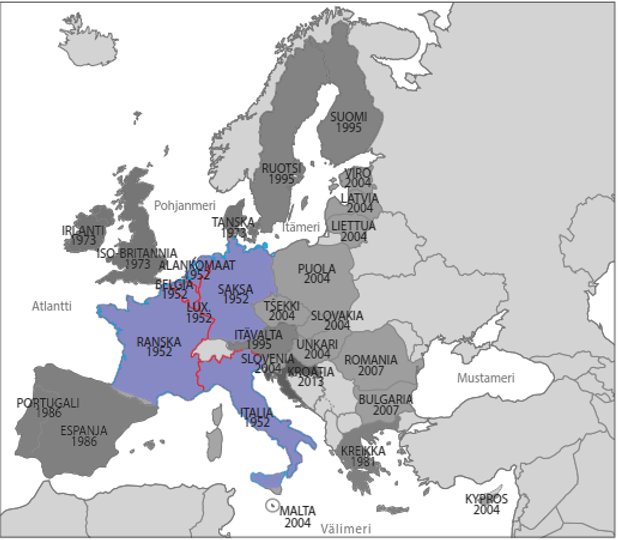 SUOMI
1995
RUOTSI
1995
VIRO
2004
LATVIA
2004
Pohjanmeri
TANSKA
1973
Itämeri
LIETTUA
2004
IRLANTI
1973
ISO-BRITANNIA
1973
ALANKOMAAT
1952
PUOLA
2004
BELGIA
1952
SAKSA
1952
Atlantti
LUX.
1952
TSEKKI
2004
SLOVAKIA
2004
RANSKA
1952
ITÄVALTA
1995
UNKARI
2004
SLOVENIA
2004
KROATIA
2013
ROMANIA
2007
Mustameri
PORTUGALI
1986
ESPANJA
1986
ITALIA
1952
BULGARIA
2007
KREIKKA
1981
KYPROS
2004
MALTA
2004
Välimeri